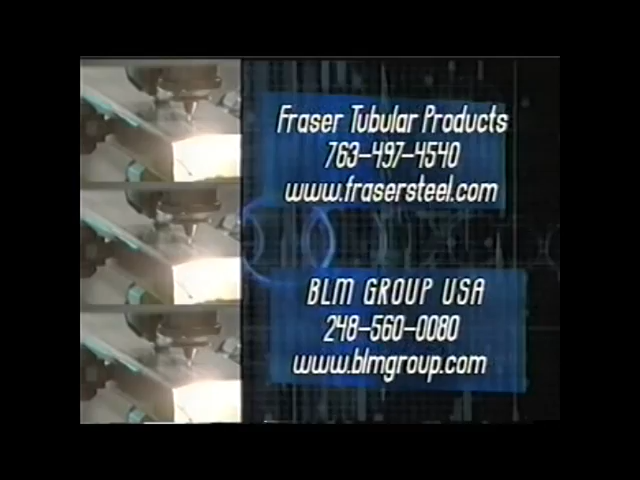 Fraser Tubular Products
763-497-4540
www.frasersteel.com
BLM GROUP USA
248-560-0080
www.blmgroup.com